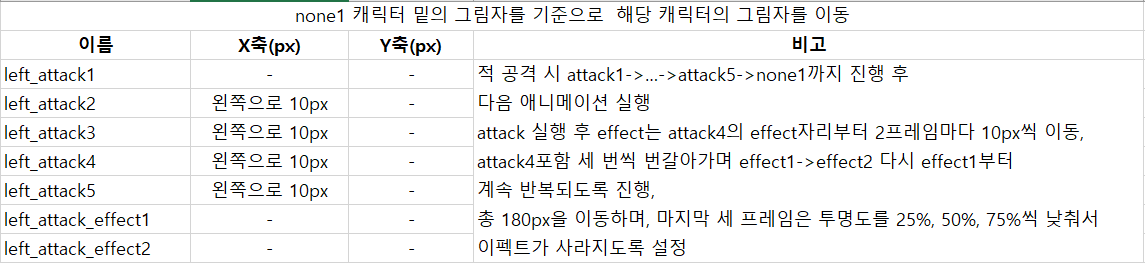 none1 캐릭터 밑의 그림자를 기준으로 해당 캐릭터의 그림자를 이동
이름 X축(px) Y축(px) 비고
left_attack1 - - 적 공격 시 attack1->...->attack5->none1까지 진행 후
left_attack2 왼쪽으로 10px - 다음 애니메이션 실행
left_attack3 왼쪽으로 10px - attack 실행 후 effect는 attack4의 effect자리부터 2프레임마다 10px씩 이동,
left_attack4 왼쪽으로 10px - attack4포함 세 번씩 번갈아가며 effect1->effect2 다시 effect1부터
left_attack5 왼쪽으로 10px - 계속 반복되도록 진행,
left_attack_effect1 - - 총 180px을 이동하며, 마지막 세 프레임은 투명도를 25%, 50%, 75%씩 낮춰서
left_attack_effect2 - - 이펙트가 사라지도록 설정